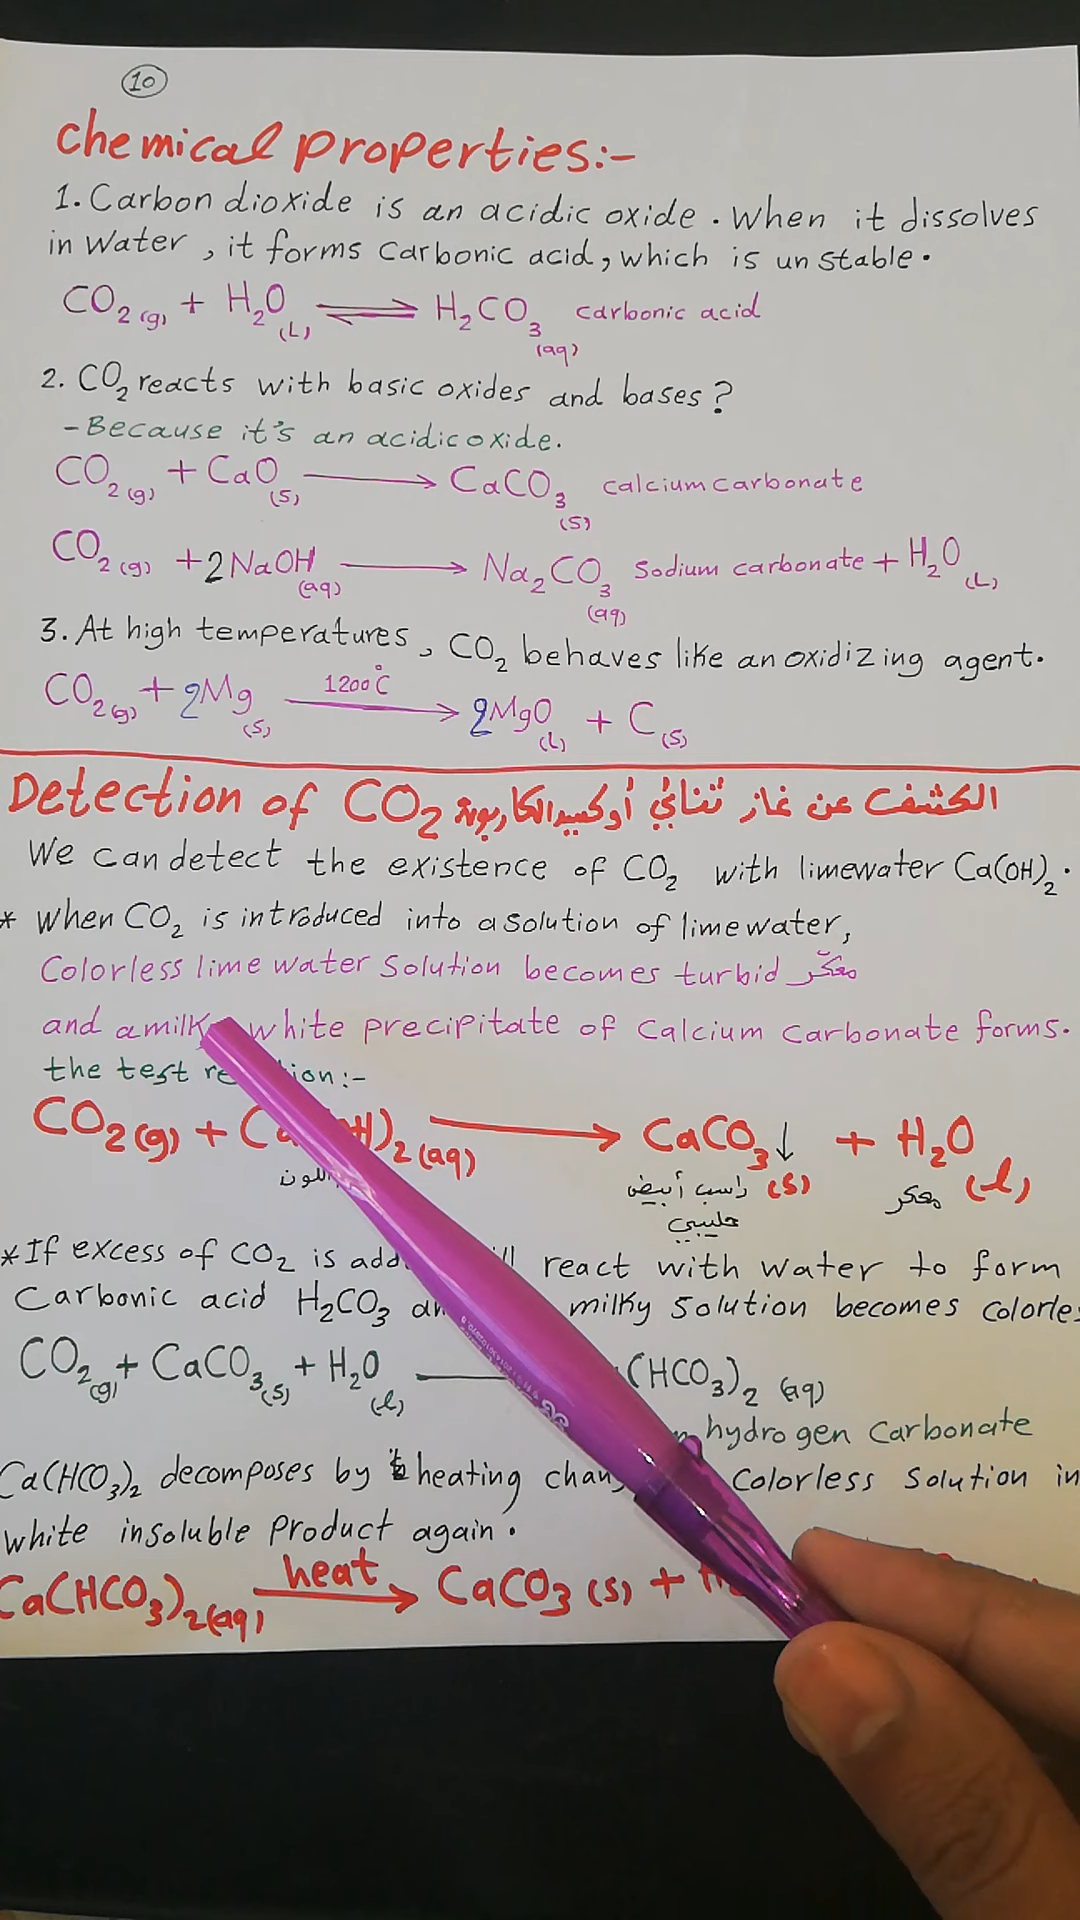 10
Chemical properties:-
1. Carbon dioxide is an acidic oxide. When it dissolves
in water, it forms carbonic acid, which is unstable.
CO2(g) + H2O(L) ⇌ H2CO3(aq) carbonic acid
2. CO2 reacts with basic oxides and bases?
- Because it's an acidic oxide.
CO2(g) + CaO(s) → CaCO3(s) calcium carbonate
CO2(g) + 2NaOH(aq) → Na2CO3(aq) Sodium carbonate + H2O(L)
3. At high temperatures, CO2 behaves like an oxidizing agent.
CO2(g) + 2Mg(s) 1200°C → 2MgO(L) + C(s)
Detection of CO2 الكشف عن غاز ثنائي أوكسيد الكاربون
We can detect the existence of CO2 with limewater Ca(OH)2.
* When CO2 is introduced into a solution of lime water,
Colorless lime water Solution becomes turbid معكّر
and a milky white precipitate of Calcium Carbonate forms.
the test :-
CO2(g) + )2(aq) → CaCO3↓(s) + H2O(l)
اللون راسب أبيض معكر
حليبي
* If excess of CO2 is react with water to form
Carbonic acid H2CO3 milky solution becomes
CO2(g) + CaCO3(s) + H2O(l) (HCO3)2 (aq)
hydrogen Carbonate
Ca(HCO3)2 decomposes by heating Colorless Solution in
white insoluble product again.
Ca(HCO3)2(aq) heat → CaCO3(s) +